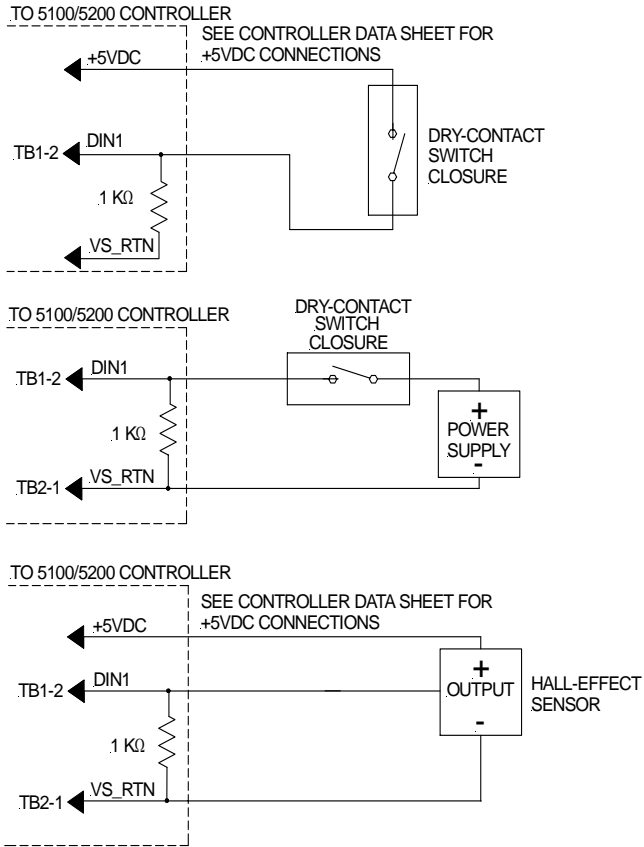 TO 5100/5200 CONTROLLER
SEE CONTROLLER DATA SHEET FOR
+5VDC CONNECTIONS
+5VDC
TB1-2
DIN1
DRY-CONTACT
SWITCH
CLOSURE
1 KΩ
VS_RTN
TO 5100/5200 CONTROLLER
DRY-CONTACT
SWITCH
CLOSURE
TB1-2
DIN1
+
POWER
SUPPLY
-
1 KΩ
TB2-1
VS_RTN
TO 5100/5200 CONTROLLER
SEE CONTROLLER DATA SHEET FOR
+5VDC CONNECTIONS
+5VDC
TB1-2
DIN1
+
OUTPUT
-
HALL-EFFECT
SENSOR
1 KΩ
TB2-1
VS_RTN